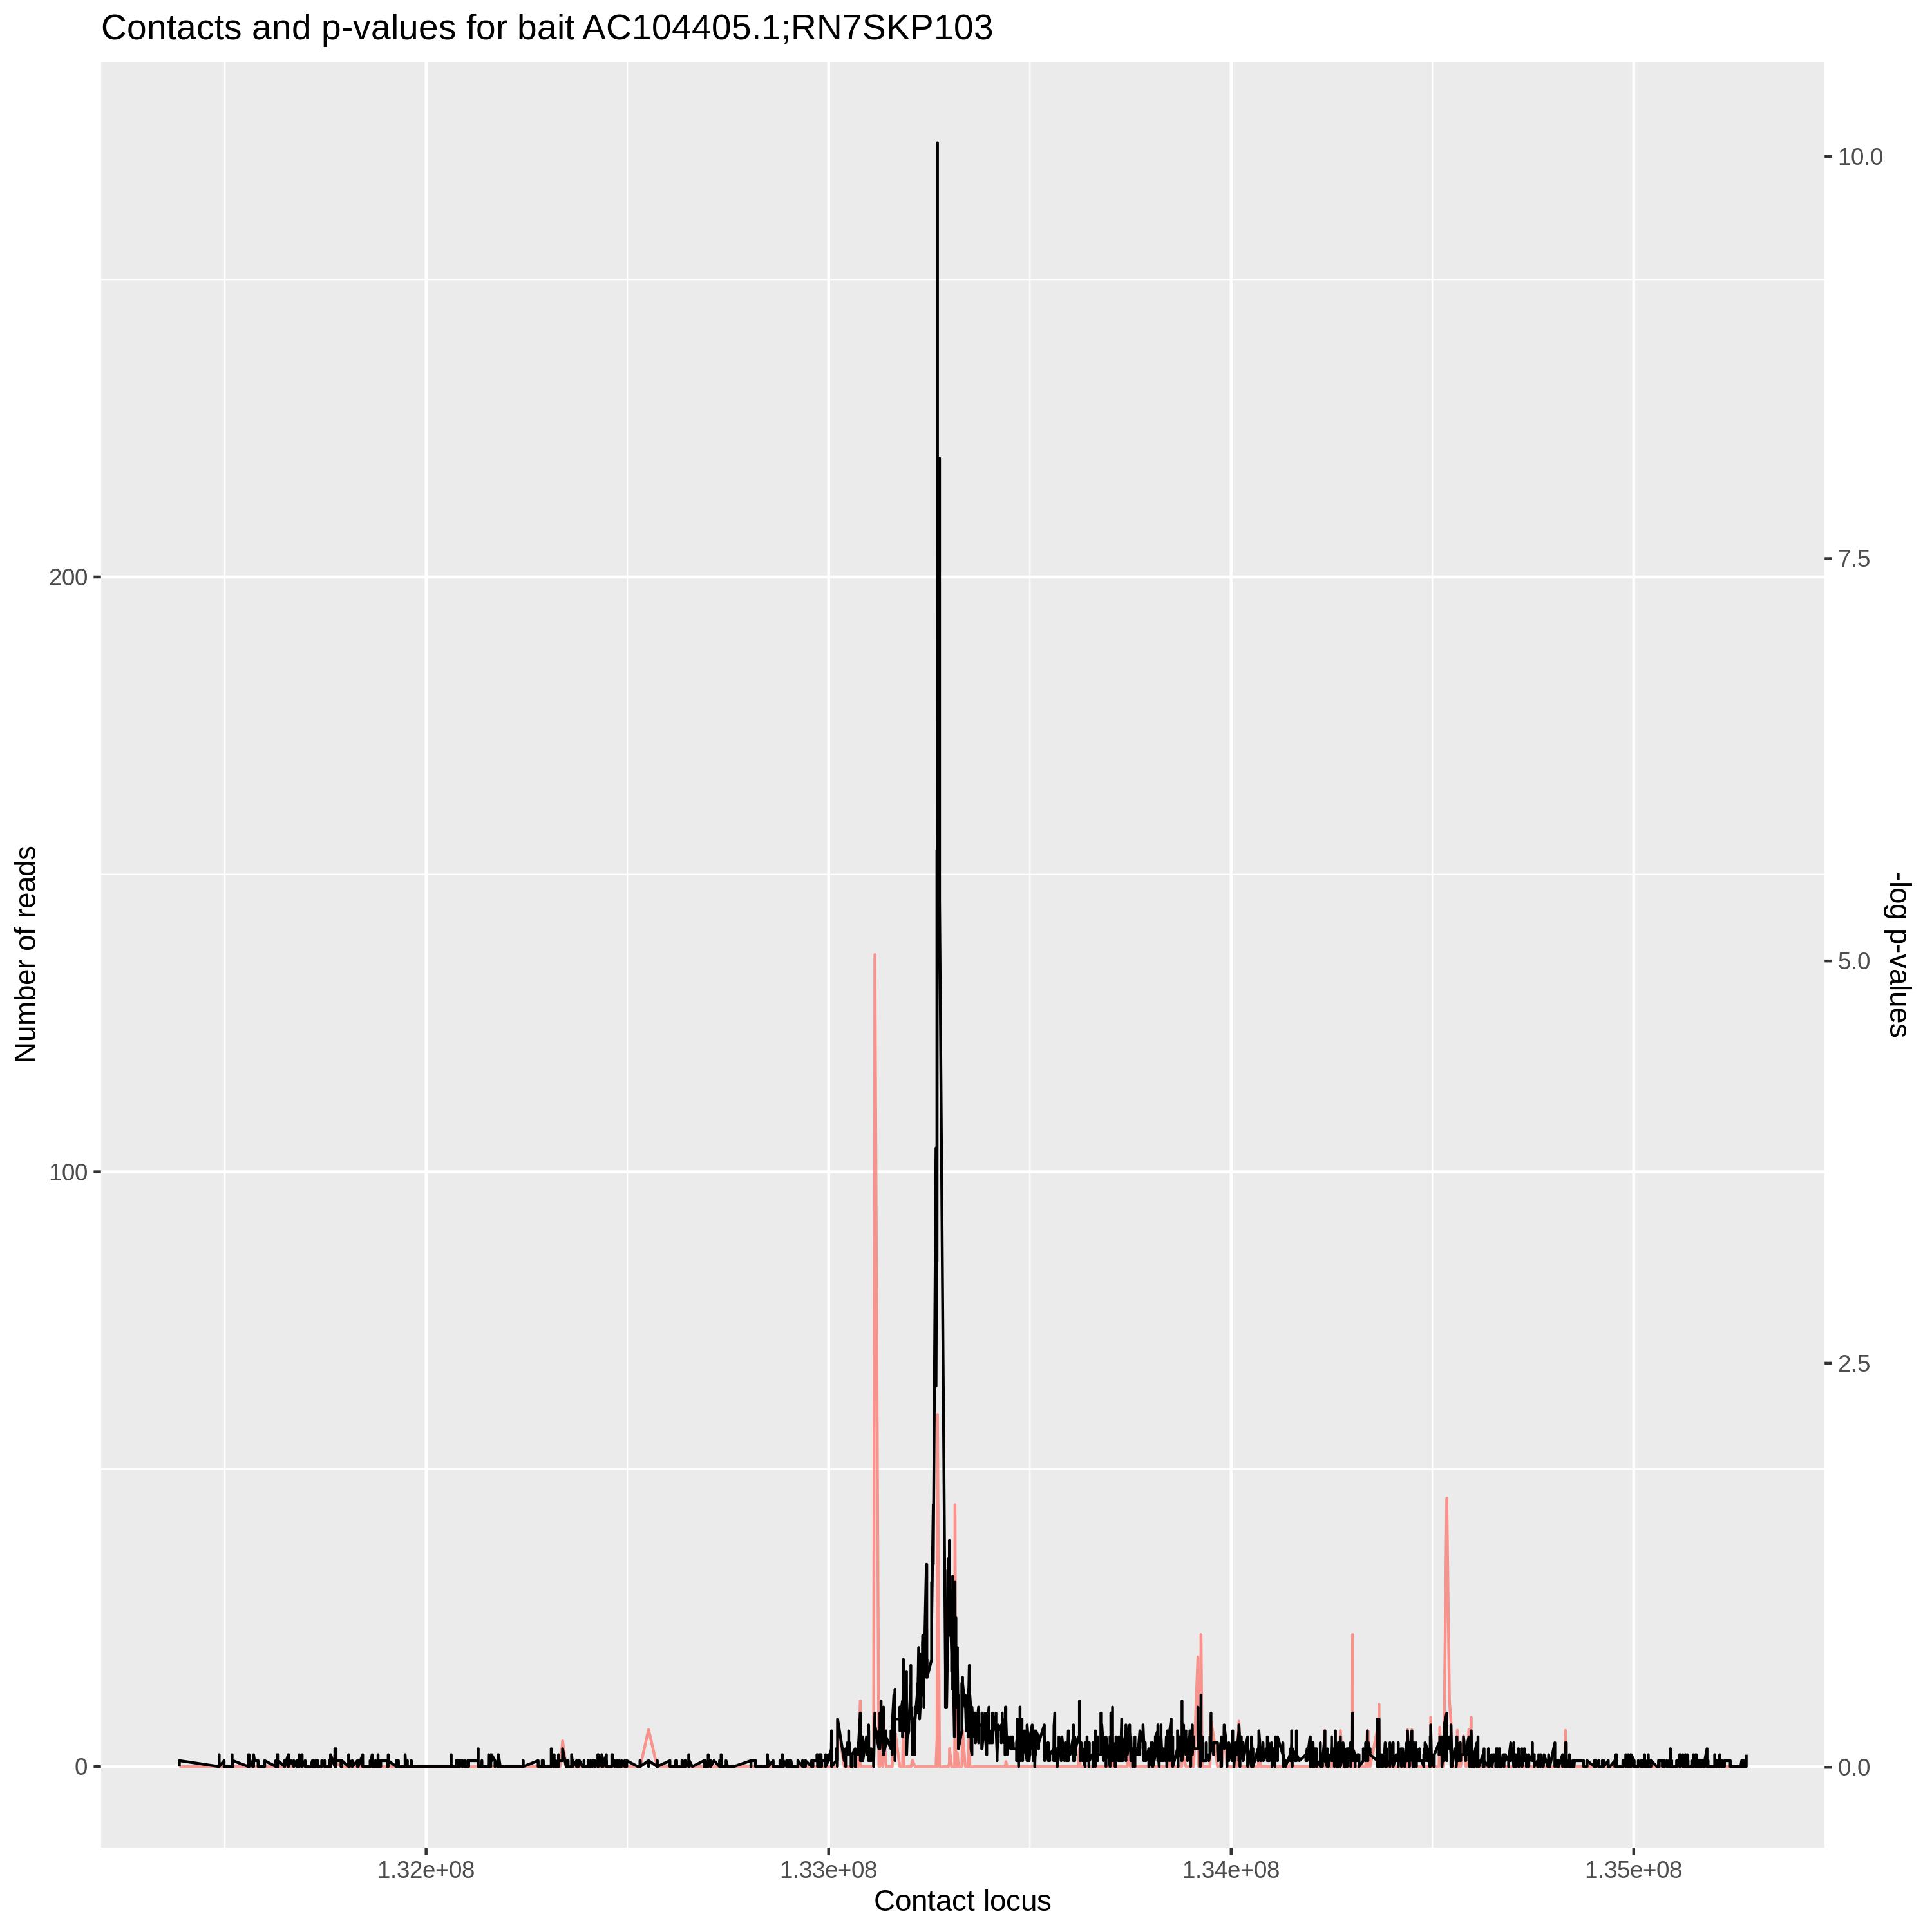 Contacts and p-values for bait AC104405.1;RN7SKP103
10.0
7.5
5.0
2.5
0.0
200
100
0
Number of reads
-log p-values
1.32e+08 1.33e+08 1.34e+08 1.35e+08
Contact locus